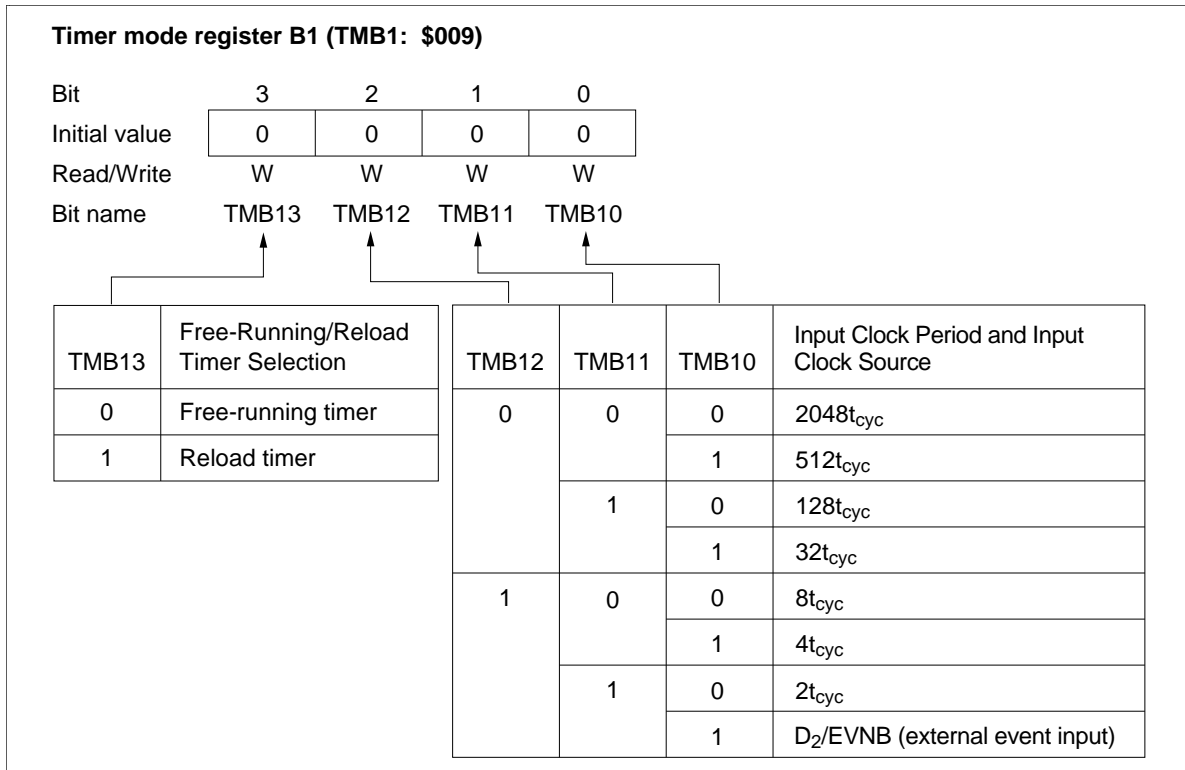 Timer mode register B1 (TMB1: $009)
Bit 3 2 1 0
Initial value 0 0 0 0
Read/Write W W W W
Bit name TMB13 TMB12 TMB11 TMB10
TMB13 Free-Running/Reload
Timer Selection
0 Free-running timer
1 Reload timer
TMB12 TMB11 TMB10 Input Clock Period and Input
Clock Source
0 0 0 2048tcyc
1 512tcyc
1 0 128tcyc
1 32tcyc
1 0 0 8tcyc
1 4tcyc
1 0 2tcyc
1 D2/EVNB (external event input)